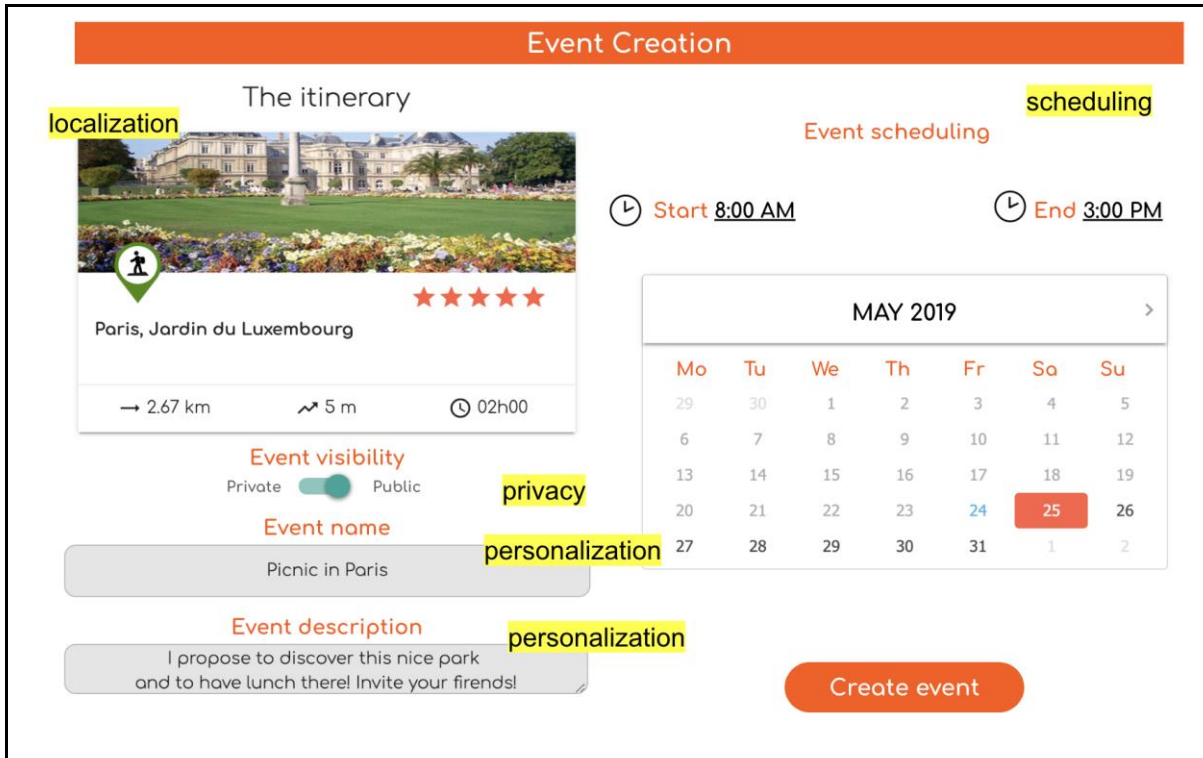 Event Creation
The itinerary
localization
Paris, Jardin du Luxembourg
2.67 km 5 m 02h00
Event visibility
Private Public
privacy
Event name
personalization
Picnic in Paris
Event description
personalization
I propose to discover this nice park
and to have lunch there! Invite your firends!
scheduling
Event scheduling
Start 8:00 AM End 3:00 PM
MAY 2019 >
Mo Tu We Th Fr Sa Su
29 30 1 2 3 4 5
6 7 8 9 10 11 12
13 14 15 16 17 18 19
20 21 22 23 24 25 26
27 28 29 30 31 1 2
Create event